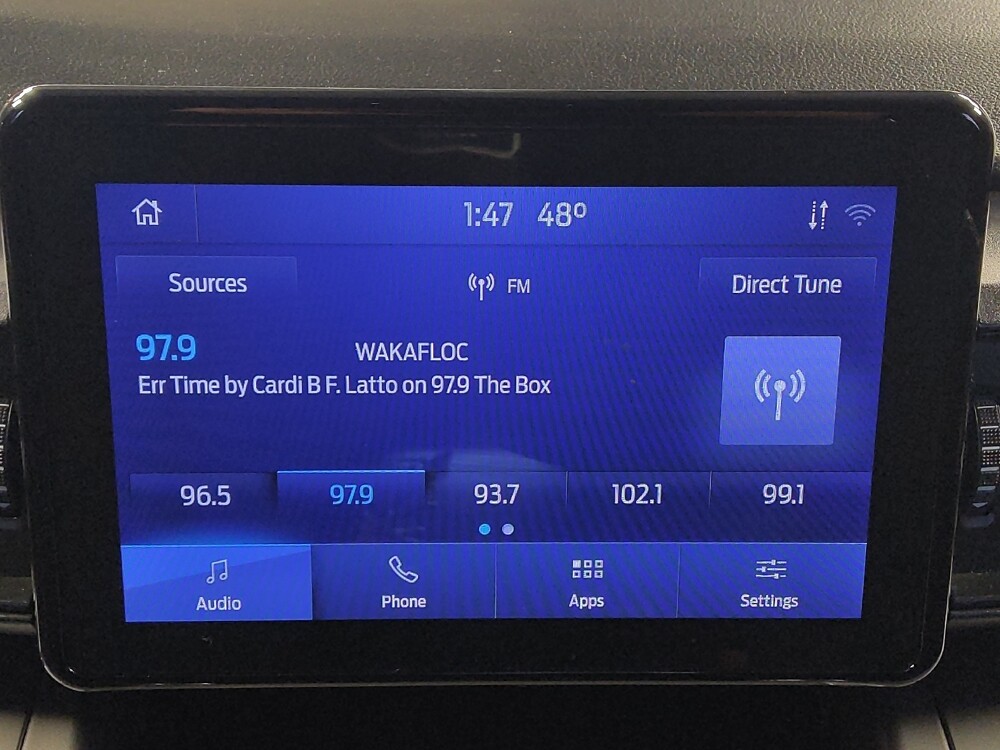 1:47 48°
Sources FM Direct Tune
97.9 WAKAFLOC
Err Time by Cardi B F. Latto on 97.9 The Box
96.5 97.9 93.7 102.1 99.1
Audio Phone Apps Settings